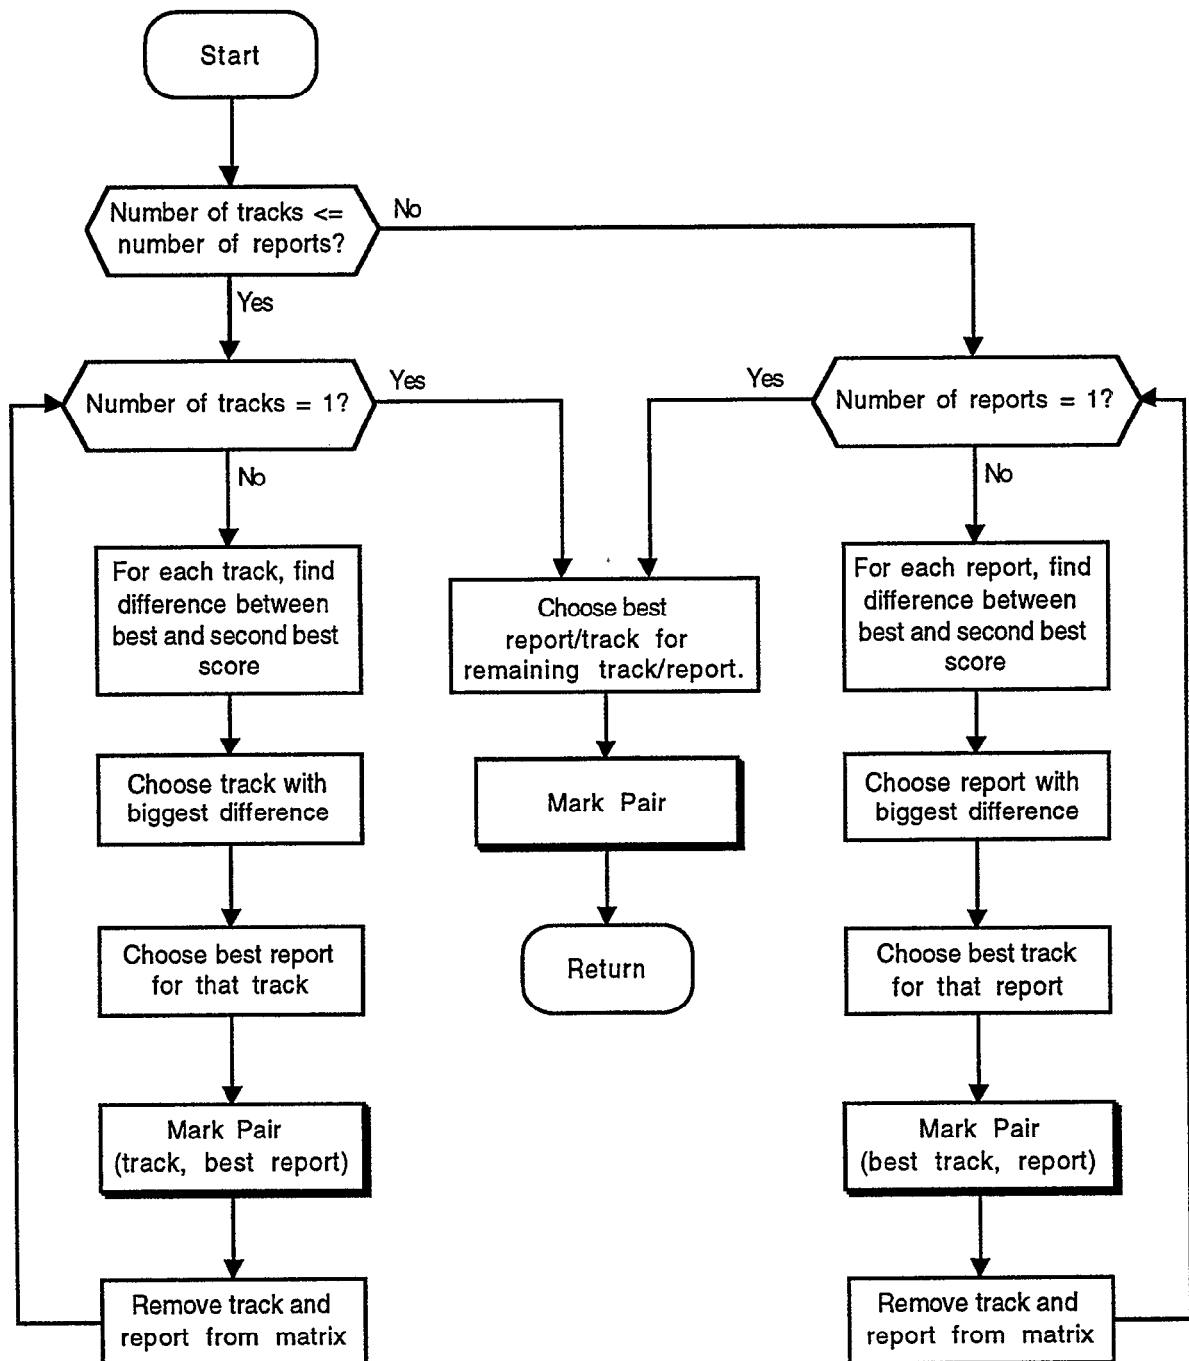 Start
Number of tracks <=
number of reports?
No
Yes
Number of tracks = 1?
Yes
Yes
Number of reports = 1?
No
No
For each track, find
difference between
best and second best
score
Choose best
report/track for
remaining track/report.
For each report, find
difference between
best and second best
score
Choose track with
biggest difference
Mark Pair
Choose report with
biggest difference
Choose best report
for that track
Return
Choose best track
for that report
Mark Pair
(track, best report)
Mark Pair
(best track, report)
Remove track and
report from matrix
Remove track and
report from matrix